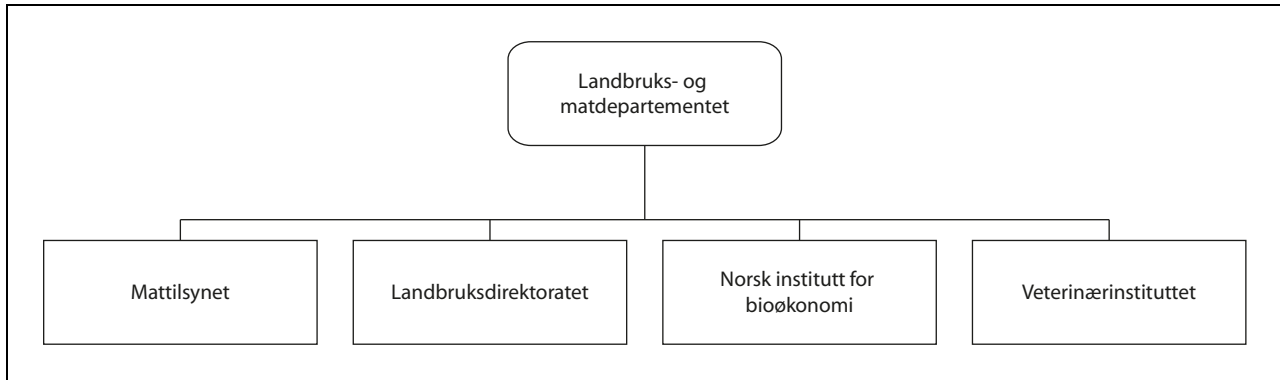 Landbruks- og
matdepartementet
Mattilsynet
Landbruksdirektoratet
Norsk institutt for
bioøkonomi
Veterinærinstituttet